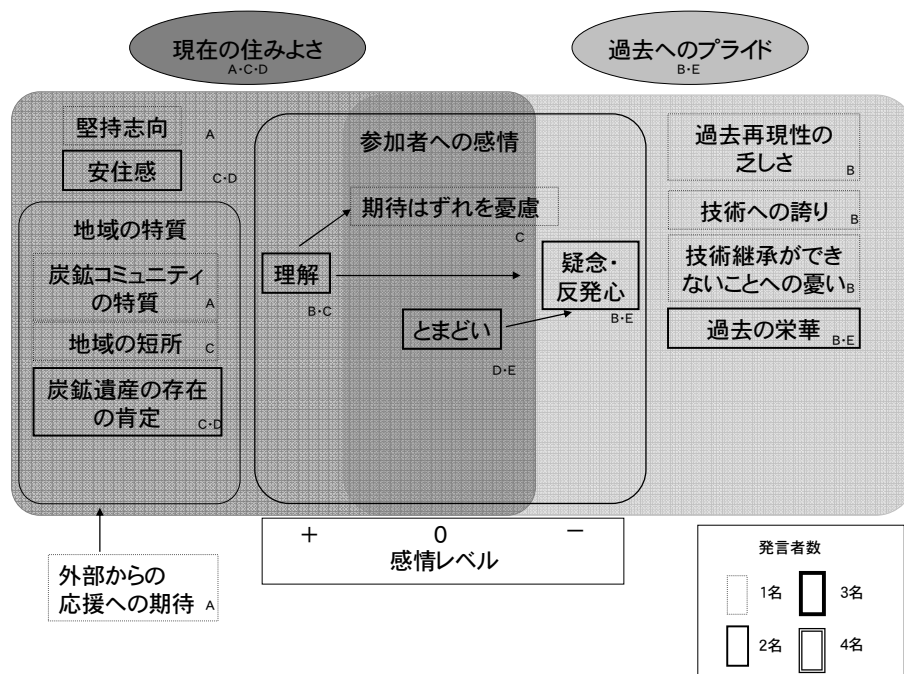 現在の住みよさ
A・C・D
過去へのプライド
B・E
堅持志向
A
安住感
C・D
地域の特質
炭鉱コミュニティ
の特質
A
地域の短所
C
炭鉱遺産の存在
の肯定
C・D
外部からの
応援への期待
A
参加者への感情
期待はずれを憂慮
C
理解
B・C
とまどい
D・E
疑念・
反発心
B・E
過去再現性の
乏しさ
B
技術への誇り
B
技術継承ができ
ないことへの憂い
B
過去の栄華
B・E
+ 0 −
感情レベル
発言者数
1名 3名
2名 4名